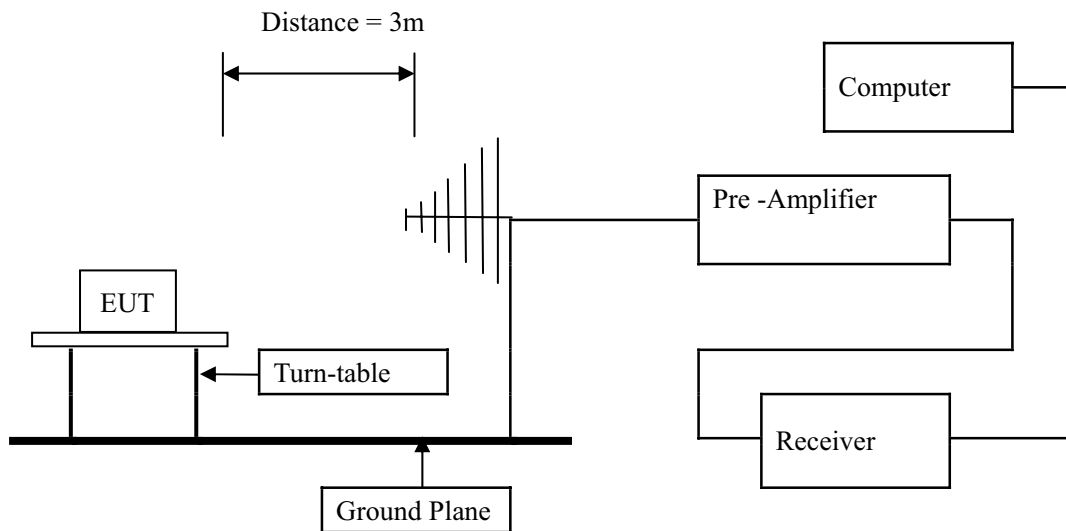 Distance = 3m
Computer
Pre -Amplifier
EUT
Turn-table
Receiver
Ground Plane